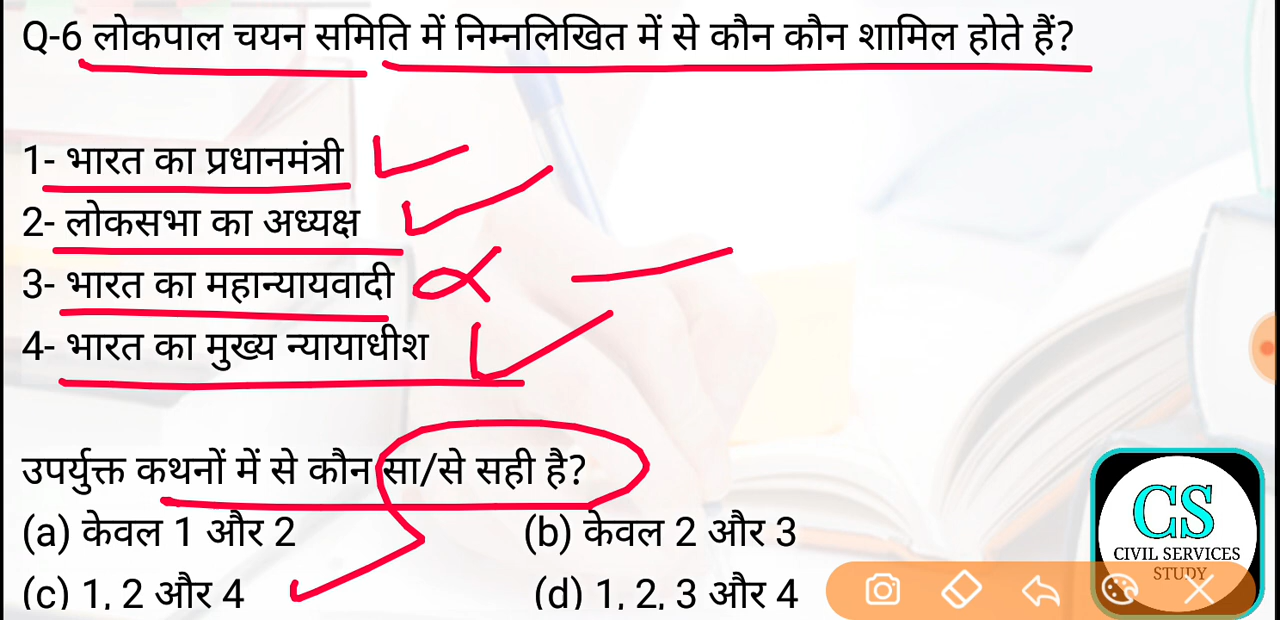 Q-6 लोकपाल चयन समिति में निम्नलिखित में से कौन कौन शामिल होते हैं?
1- भारत का प्रधानमंत्री
2- लोकसभा का अध्यक्ष
3- भारत का महान्यायवादी
4- भारत का मुख्य न्यायाधीश
उपर्युक्त कथनों में से कौन सा/से सही है?
(a) केवल 1 और 2 (b) केवल 2 और 3
(c) 1, 2 और 4 (d) 1, 2, 3 और 4
CS
CIVIL SERVICES
STUDY